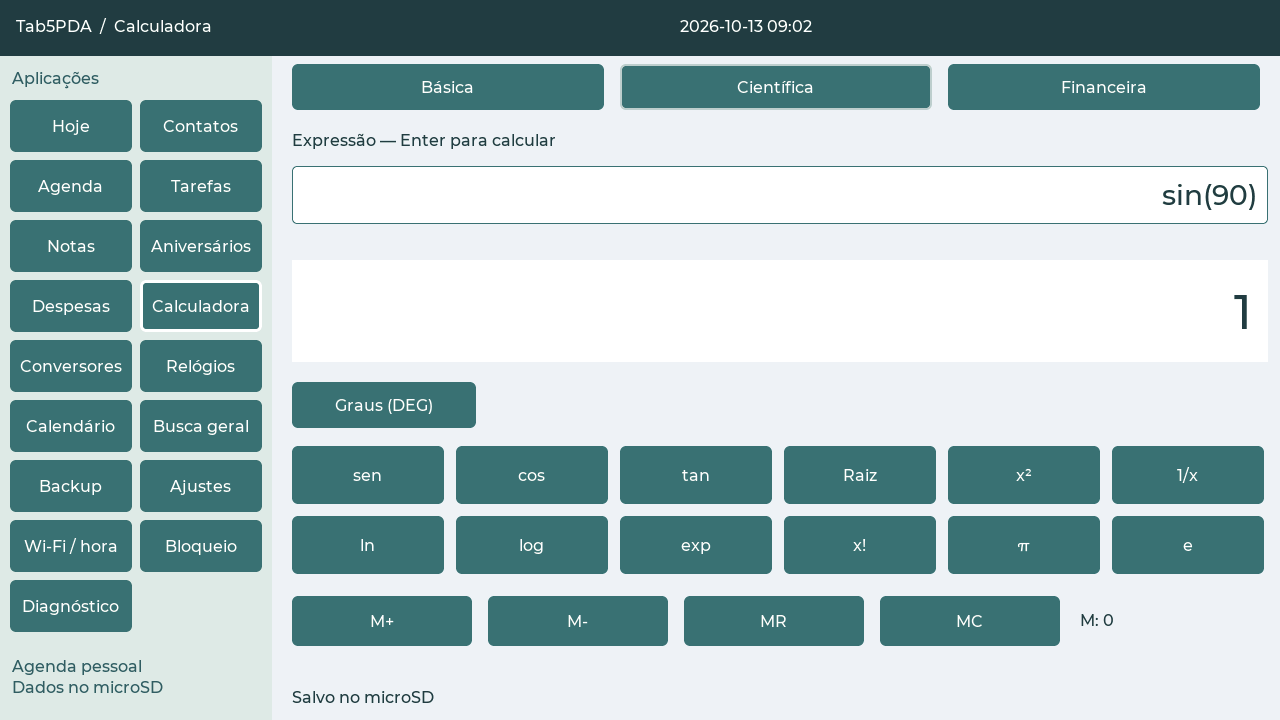 Tab5PDA / Calculadora
2026-10-13 09:02
Aplicações
Hoje
Contatos
Agenda
Tarefas
Notas
Aniversários
Despesas
Calculadora
Conversores
Relógios
Calendário
Busca geral
Backup
Ajustes
Wi-Fi / hora
Bloqueio
Diagnóstico
Agenda pessoal
Dados no microSD
Básica
Científica
Financeira
Expressão — Enter para calcular
sin(90)
1
Graus (DEG)
sen
cos
tan
Raiz
x²
1/x
ln
log
exp
x!
π
e
M+
M-
MR
MC
M: 0
Salvo no microSD